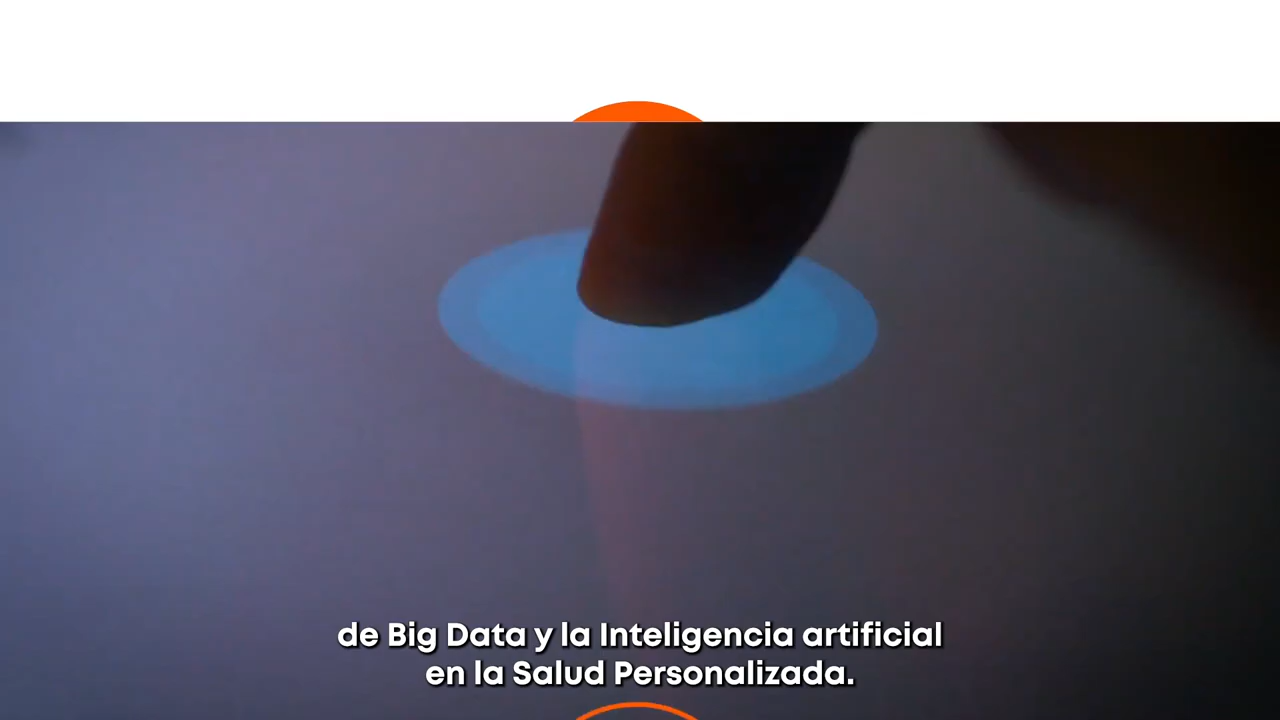 de Big Data y la Inteligencia artificial
en la Salud Personalizada.